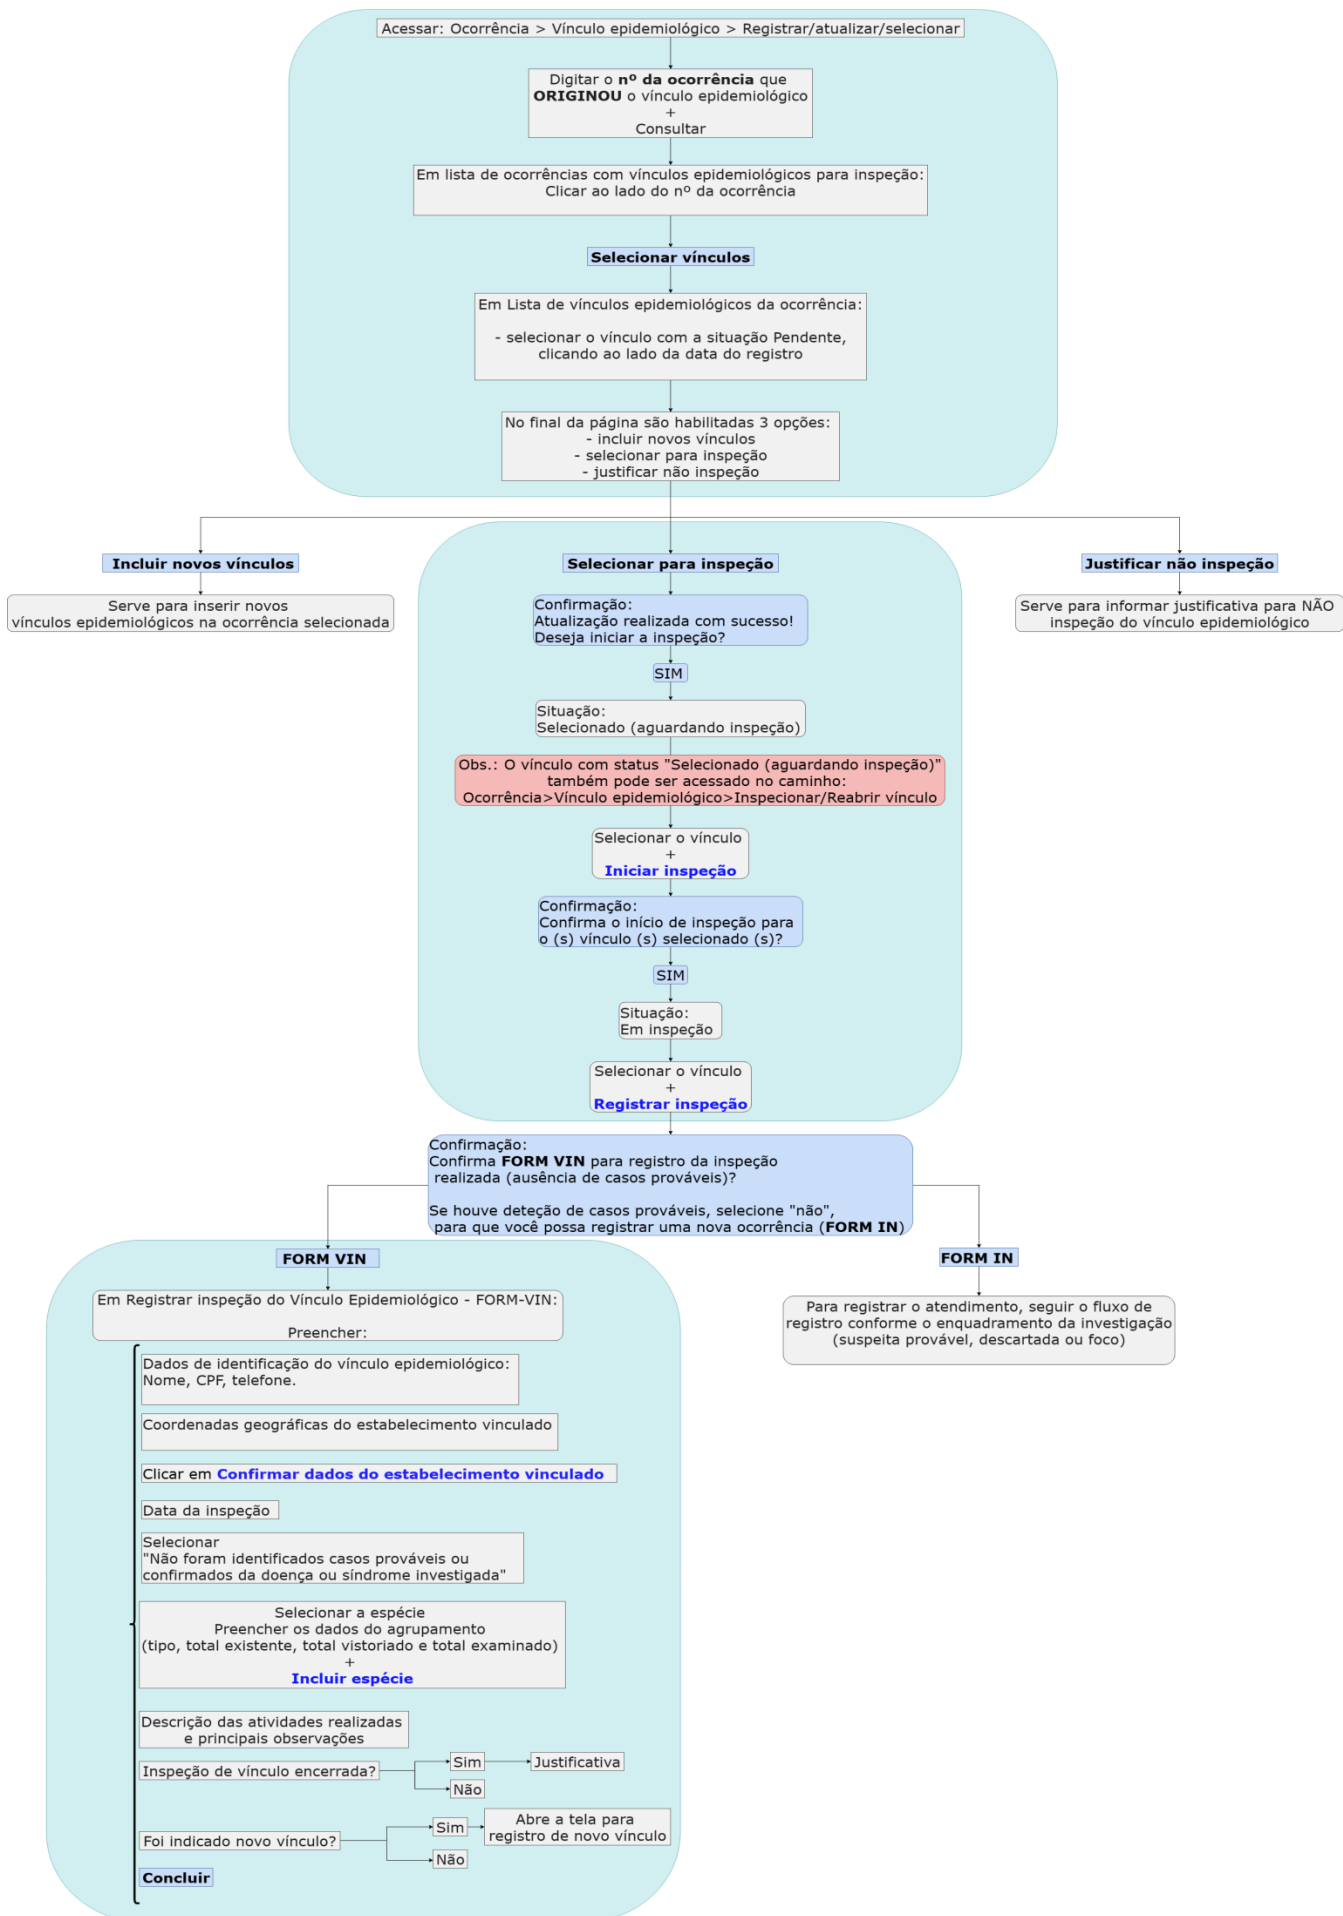 Acessar: Ocorrência > Vínculo epidemiológico > Registrar/atualizar/selecionar
Digitar o nº da ocorrência que
ORIGINOU o vínculo epidemiológico
+
Consultar
Em lista de ocorrências com vínculos epidemiológicos para inspeção:
Clicar ao lado do nº da ocorrência
Selecionar vínculos
Em Lista de vínculos epidemiológicos da ocorrência:
- selecionar o vínculo com a situação Pendente,
clicando ao lado da data do registro
No final da página são habilitadas 3 opções:
- incluir novos vínculos
- selecionar para inspeção
- justificar não inspeção
Incluir novos vínculos
Serve para inserir novos
vínculos epidemiológicos na ocorrência selecionada
Selecionar para inspeção
Confirmação:
Atualização realizada com sucesso!
Deseja iniciar a inspeção?
SIM
Situação:
Selecionado (aguardando inspeção)
Obs.: O vínculo com status "Selecionado (aguardando inspeção)"
também pode ser acessado no caminho:
Ocorrência>Vínculo epidemiológico>Inspecionar/Reabrir vínculo
Selecionar o vínculo
+
Iniciar inspeção
Confirmação:
Confirma o início de inspeção para
o (s) vínculo (s) selecionado (s)?
SIM
Situação:
Em inspeção
Selecionar o vínculo
+
Registrar inspeção
Justificar não inspeção
Serve para informar justificativa para NÃO
inspeção do vínculo epidemiológico
Confirmação:
Confirma FORM VIN para registro da inspeção
realizada (ausência de casos prováveis)?
Se houve deteção de casos prováveis, selecione "não",
para que você possa registrar uma nova ocorrência (FORM IN)
FORM VIN
Em Registrar inspeção do Vínculo Epidemiológico - FORM-VIN:
Preencher:
Dados de identificação do vínculo epidemiológico:
Nome, CPF, telefone.
Coordenadas geográficas do estabelecimento vinculado
Clicar em Confirmar dados do estabelecimento vinculado
Data da inspeção
Selecionar
"Não foram identificados casos prováveis ou
confirmados da doença ou síndrome investigada"
Selecionar a espécie
Preencher os dados do agrupamento
(tipo, total existente, total vistoriado e total examinado)
+
Incluir espécie
Descrição das atividades realizadas
e principais observações
Inspeção de vínculo encerrada?
Sim
Justificativa
Não
Foi indicado novo vínculo?
Sim
Abre a tela para
registro de novo vínculo
Não
Concluir
FORM IN
Para registrar o atendimento, seguir o fluxo de
registro conforme o enquadramento da investigação
(suspeita provável, descartada ou foco)